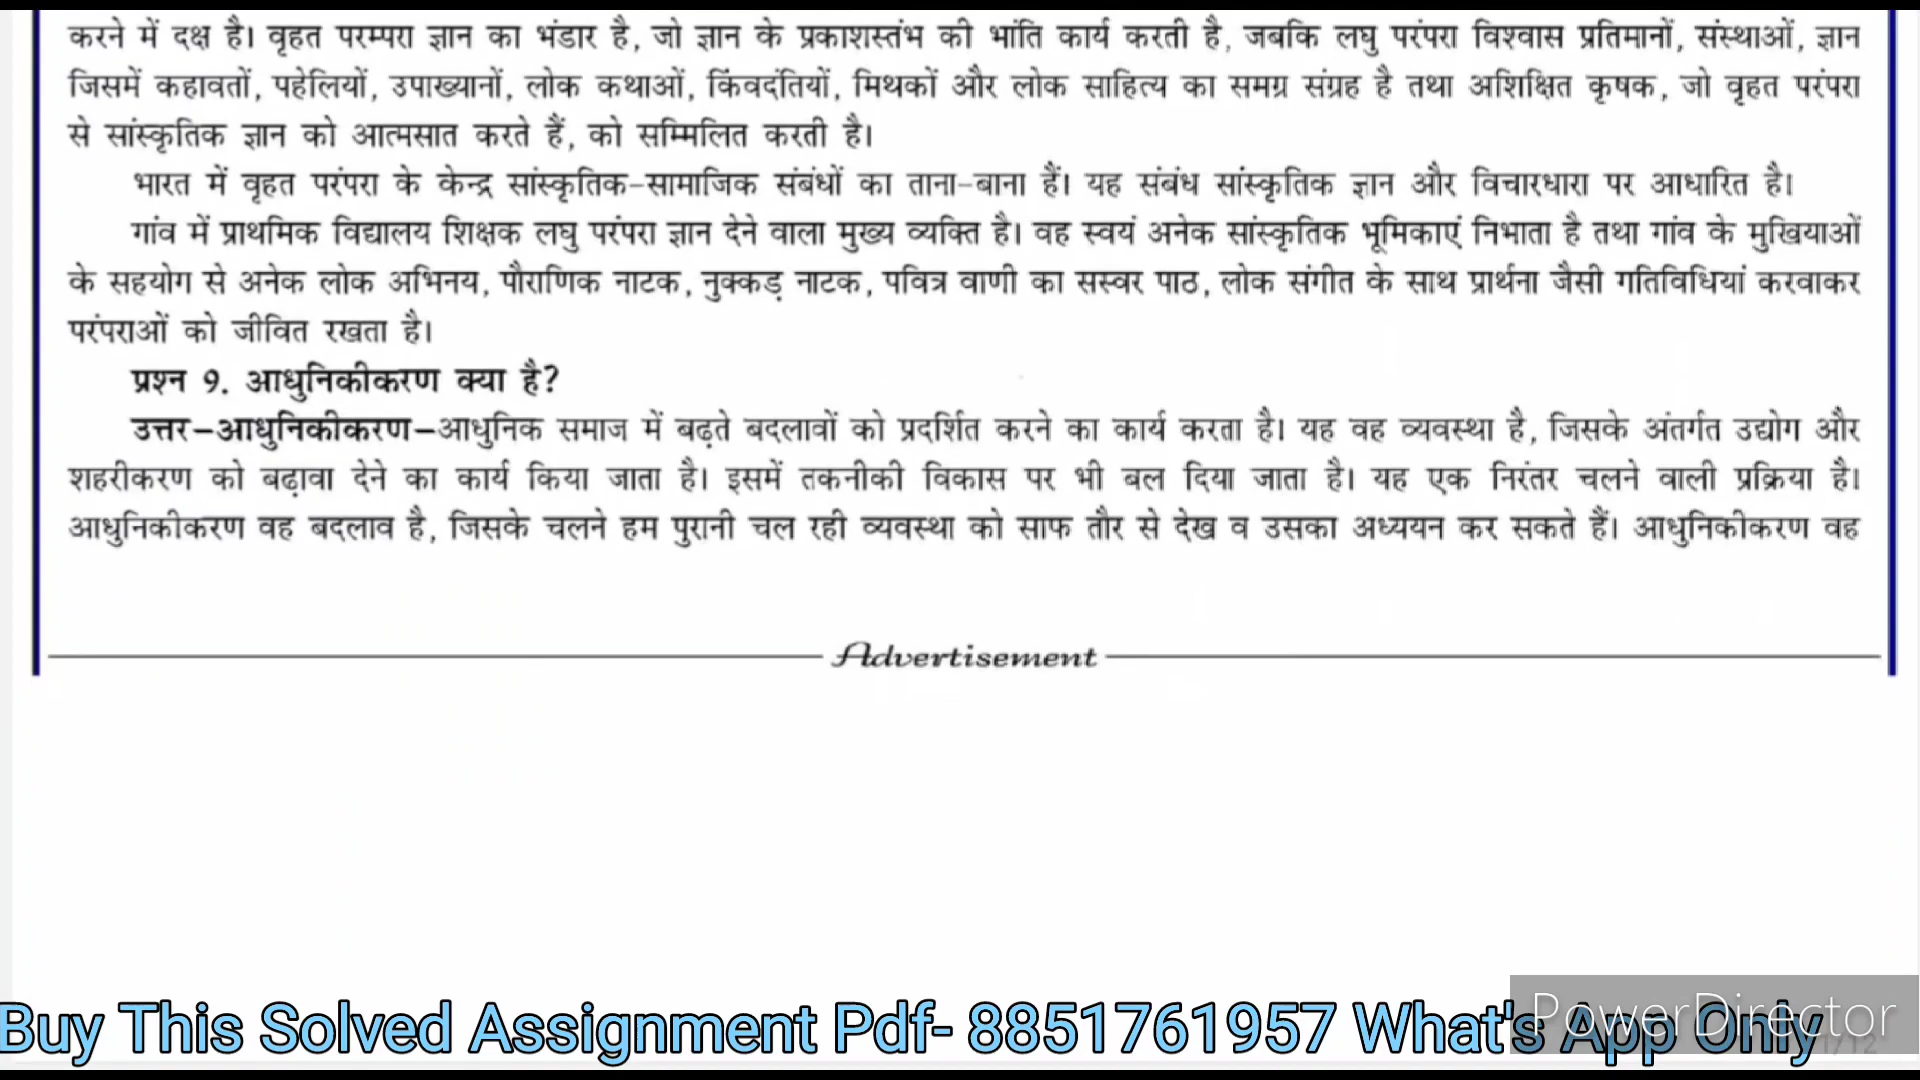 करने में दक्ष है। वृहत परम्परा ज्ञान का भंडार है, जो ज्ञान के प्रकाशस्तंभ की भांति कार्य करती है, जबकि लघु परंपरा विश्वास प्रतिमानों, संस्थाओं, ज्ञान
जिसमें कहावतों, पहेलियों, उपाख्यानों, लोक कथाओं, किंवदंतियों, मिथकों और लोक साहित्य का समग्र संग्रह है तथा अशिक्षित कृषक, जो वृहत परंपरा
से सांस्कृतिक ज्ञान को आत्मसात करते हैं, को सम्मिलित करती है।
भारत में वृहत परंपरा के केन्द्र सांस्कृतिक-सामाजिक संबंधों का ताना-बाना हैं। यह संबंध सांस्कृतिक ज्ञान और विचारधारा पर आधारित है।
गांव में प्राथमिक विद्यालय शिक्षक लघु परंपरा ज्ञान देने वाला मुख्य व्यक्ति है। वह स्वयं अनेक सांस्कृतिक भूमिकाएं निभाता है तथा गांव के मुखियाओं
के सहयोग से अनेक लोक अभिनय, पौराणिक नाटक, नुक्कड़ नाटक, पवित्र वाणी का सस्वर पाठ, लोक संगीत के साथ प्रार्थना जैसी गतिविधियां करवाकर
परंपराओं को जीवित रखता है।
प्रश्न 9. आधुनिकीकरण क्या है?
उत्तर–आधुनिकीकरण–आधुनिक समाज में बढ़ते बदलावों को प्रदर्शित करने का कार्य करता है। यह वह व्यवस्था है, जिसके अंतर्गत उद्योग और
शहरीकरण को बढ़ावा देने का कार्य किया जाता है। इसमें तकनीकी विकास पर भी बल दिया जाता है। यह एक निरंतर चलने वाली प्रक्रिया है।
आधुनिकीकरण वह बदलाव है, जिसके चलने हम पुरानी चल रही व्यवस्था को साफ तौर से देख व उसका अध्ययन कर सकते हैं। आधुनिकीकरण वह
Advertisement
Buy This Solved Assignment Pdf- 8851761957 What's App Only
PowerDirector